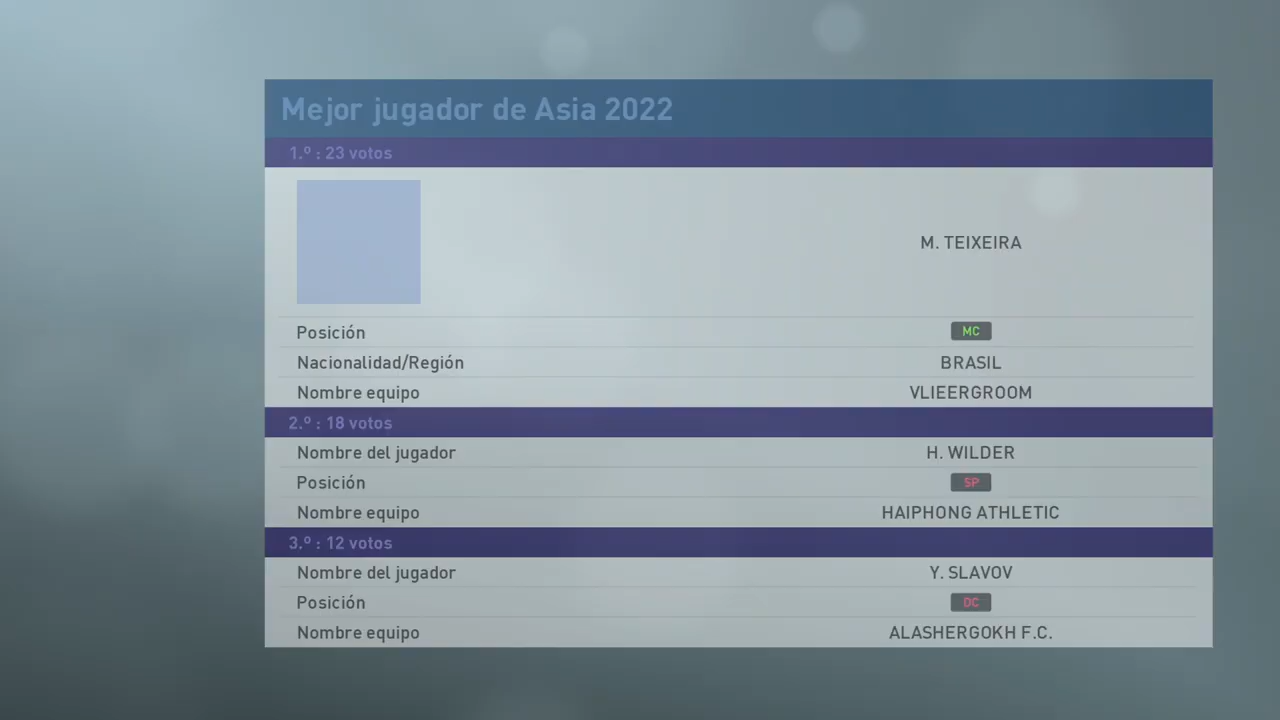 Mejor jugador de Asia 2022
1.º : 23 votos
M. TEIXEIRA
Posición MC
Nacionalidad/Región BRASIL
Nombre equipo VLIEERGROOM
2.º : 18 votos
Nombre del jugador H. WILDER
Posición SP
Nombre equipo HAIPHONG ATHLETIC
3.º : 12 votos
Nombre del jugador Y. SLAVOV
Posición DC
Nombre equipo ALASHERGOKH F.C.